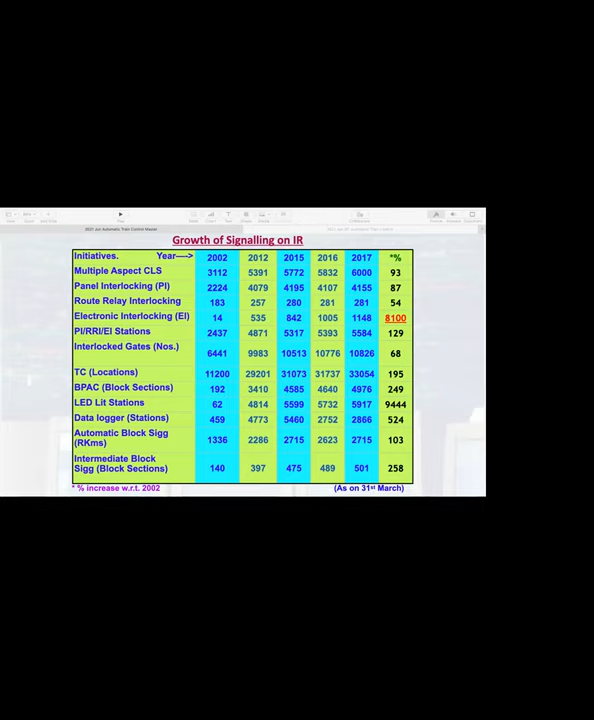 2021 Jun Automatic Train Control Master
Growth of Signalling on IR
Initiatives. Year----> 2002 2012 2015 2016 2017 *%
Multiple Aspect CLS 3112 5391 5772 5832 6000 93
Panel Interlocking (PI) 2224 4079 4195 4107 4155 87
Route Relay Interlocking 183 257 280 281 281 54
Electronic Interlocking (EI) 14 535 842 1005 1148 8100
PI/RRI/EI Stations 2437 4871 5317 5393 5584 129
Interlocked Gates (Nos.) 6441 9983 10513 10776 10826 68
TC (Locations) 11200 29201 31073 31737 33054 195
BPAC (Block Sections) 192 3410 4585 4640 4976 249
LED Lit Stations 62 4814 5599 5732 5917 9444
Data logger (Stations) 459 4773 5460 2752 2866 524
Automatic Block Sigg
(RKms) 1336 2286 2715 2623 2715 103
Intermediate Block
Sigg (Block Sections) 140 397 475 489 501 258
* % increase w.r.t. 2002 (As on 31st March)